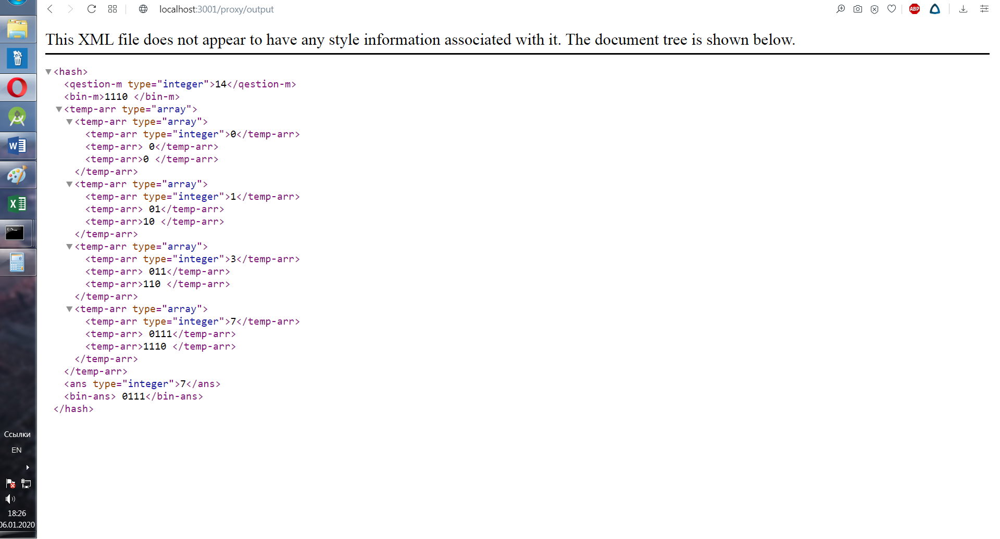 localhost:3001/proxy/output
ABP
This XML file does not appear to have any style information associated with it. The document tree is shown below.
▼<hash>
<qestion-m type="integer">14</qestion-m>
<bin-m>1110 </bin-m>
▼<temp-arr type="array">
▼<temp-arr type="array">
<temp-arr type="integer">0</temp-arr>
<temp-arr> 0</temp-arr>
<temp-arr>0 </temp-arr>
</temp-arr>
▼<temp-arr type="array">
<temp-arr type="integer">1</temp-arr>
<temp-arr> 01</temp-arr>
<temp-arr>10 </temp-arr>
</temp-arr>
▼<temp-arr type="array">
<temp-arr type="integer">3</temp-arr>
<temp-arr> 011</temp-arr>
<temp-arr>110 </temp-arr>
</temp-arr>
▼<temp-arr type="array">
<temp-arr type="integer">7</temp-arr>
<temp-arr> 0111</temp-arr>
<temp-arr>1110 </temp-arr>
</temp-arr>
</temp-arr>
<ans type="integer">7</ans>
<bin-ans> 0111</bin-ans>
</hash>
Ссылки
EN
18:26
06.01.2020